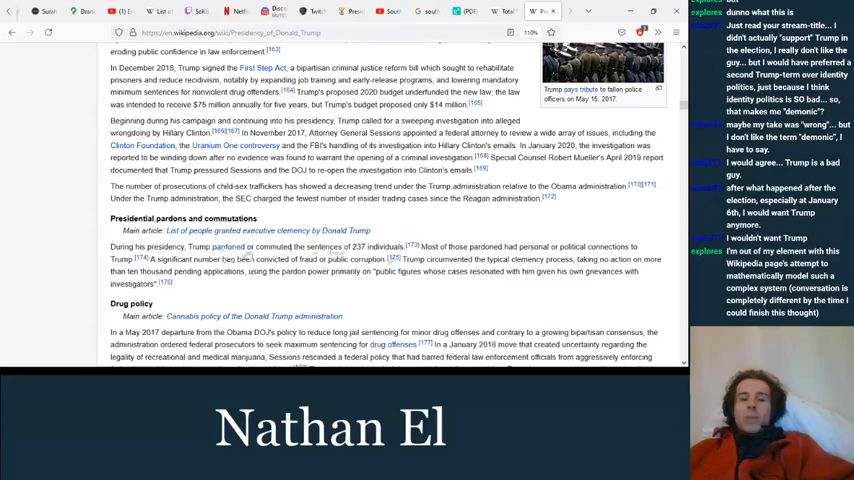 Surah
Dran
(1) En
List o
SoKo
Netfli
Disco
Twitch
Presi
South
south
(PDF)
Total
Pre
https://en.wikipedia.org/wiki/Presidency_of_Donald_Trump
110%
eroding public confidence in law enforcement.[163]
In December 2018, Trump signed the First Step Act, a bipartisan criminal justice reform bill which sought to rehabilitate
prisoners and reduce recidivism, notably by expanding job training and early-release programs, and lowering mandatory
minimum sentences for nonviolent drug offenders.[164] Trump's proposed 2020 budget underfunded the new law; the
law was intended to receive $75 million annually for five years, but Trump's budget proposed only $14 million.[165]
Trump pays tribute to fallen police
officers on May 15, 2017.
Beginning during his campaign and continuing into his presidency, Trump called for a sweeping investigation into alleged
wrongdoing by Hillary Clinton.[166][167] In November 2017, Attorney General Sessions appointed a federal attorney to review a wide array of issues, including the
Clinton Foundation, the Uranium One controversy and the FBI's handling of its investigation into Hillary Clinton's emails. In January 2020, the investigation was
reported to be winding down after no evidence was found to warrant the opening of a criminal investigation.[168] Special Counsel Robert Mueller's April 2019 report
documented that Trump pressured Sessions and the DOJ to re-open the investigation into Clinton's emails.[169]
The number of prosecutions of child-sex traffickers has showed a decreasing trend under the Trump administration relative to the Obama administration.[170][171]
Under the Trump administration, the SEC charged the fewest number of insider trading cases since the Reagan administration.[172]
Presidential pardons and commutations
Main article: List of people granted executive clemency by Donald Trump
During his presidency, Trump pardoned or commuted the sentences of 237 individuals.[173] Most of those pardoned had personal or political connections to
Trump.[174] A significant number had been convicted of fraud or public corruption.[175] Trump circumvented the typical clemency process, taking no action on more
than ten thousand pending applications, using the pardon power primarily on "public figures whose cases resonated with him given his own grievances with
investigators".[176]
Drug policy
Main article: Cannabis policy of the Donald Trump administration
In a May 2017 departure from the Obama DOJ's policy to reduce long jail sentencing for minor drug offenses and contrary to a growing bipartisan consensus, the
administration ordered federal prosecutors to seek maximum sentencing for drug offenses.[177] In a January 2018 move that created uncertainty regarding the
legality of recreational and medical marijuana, Sessions rescinded a federal policy that had barred federal law enforcement officials from aggressively enforcing
explores
dunno what this is
Just read your stream-title... I
didn't actually "support" Trump in
the election, I really don't like the
guy... but I would have preferred a
second Trump-term over identity
politics, just because I think
identity politics is SO bad... so,
that makes me "demonic"?
maybe my take was "wrong"... but
I don't like the term "demonic", I
have to say.
I would agree... Trump is a bad
guy.
after what happened after the
election, especially at January
6th, I would want Trump
anymore.
I wouldn't want Trump
explores
I'm out of my element with this
Wikipedia page's attempt to
mathematically model such a
complex system (conversation is
completely different by the time I
could finish this thought)
Nathan El